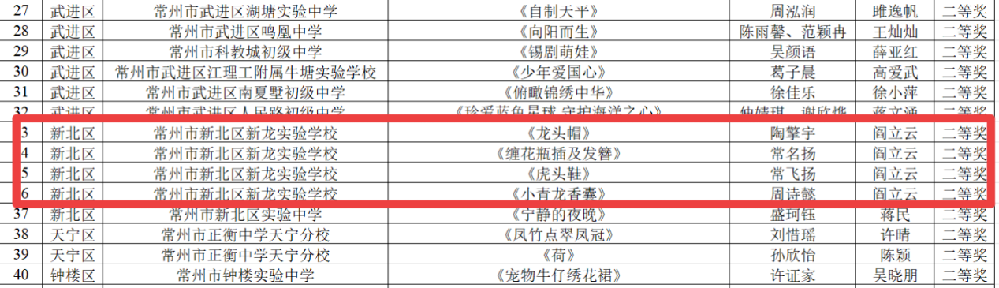 27 武进区 常州市武进区湖塘实验中学 《自制天平》 周泓润 雎逸帆 二等奖
28 武进区 常州市武进区鸣凰中学 《向阳而生》 陈雨馨、范颖冉 王灿灿 二等奖
29 武进区 常州市科教城初级中学 《锡剧萌娃》 吴颜语 薛亚红 二等奖
30 武进区 常州市武进区江理工附属牛塘实验学校 《少年爱国心》 葛子晨 高爱武 二等奖
31 武进区 常州市武进区南夏墅初级中学 《俯瞰锦绣中华》 徐佳乐 徐小萍 二等奖
32 武进区 常州市武进区人民路初级中学 《珍爱蓝色星球 守护海洋之心》 仲婧琪、谢欣烨 蒋文涌 二等奖
3 新北区 常州市新北区新龙实验学校 《龙头帽》 陶擎宇 阎立云 二等奖
4 新北区 常州市新北区新龙实验学校 《缠花瓶插及发簪》 常名扬 阎立云 二等奖
5 新北区 常州市新北区新龙实验学校 《虎头鞋》 常飞扬 阎立云 二等奖
6 新北区 常州市新北区新龙实验学校 《小青龙香囊》 周诗懿 阎立云 二等奖
37 新北区 常州市新北区实验中学 《宁静的夜晚》 盛珂钰 蒋民 二等奖
38 天宁区 常州市正衡中学天宁分校 《凤竹点翠凤冠》 刘惜瑶 许晴 二等奖
39 天宁区 常州市正衡中学天宁分校 《荷》 孙欣怡 陈颖 二等奖
40 钟楼区 常州市钟楼实验中学 《宠物牛仔绣花裙》 许证家 吴晓朋 二等奖